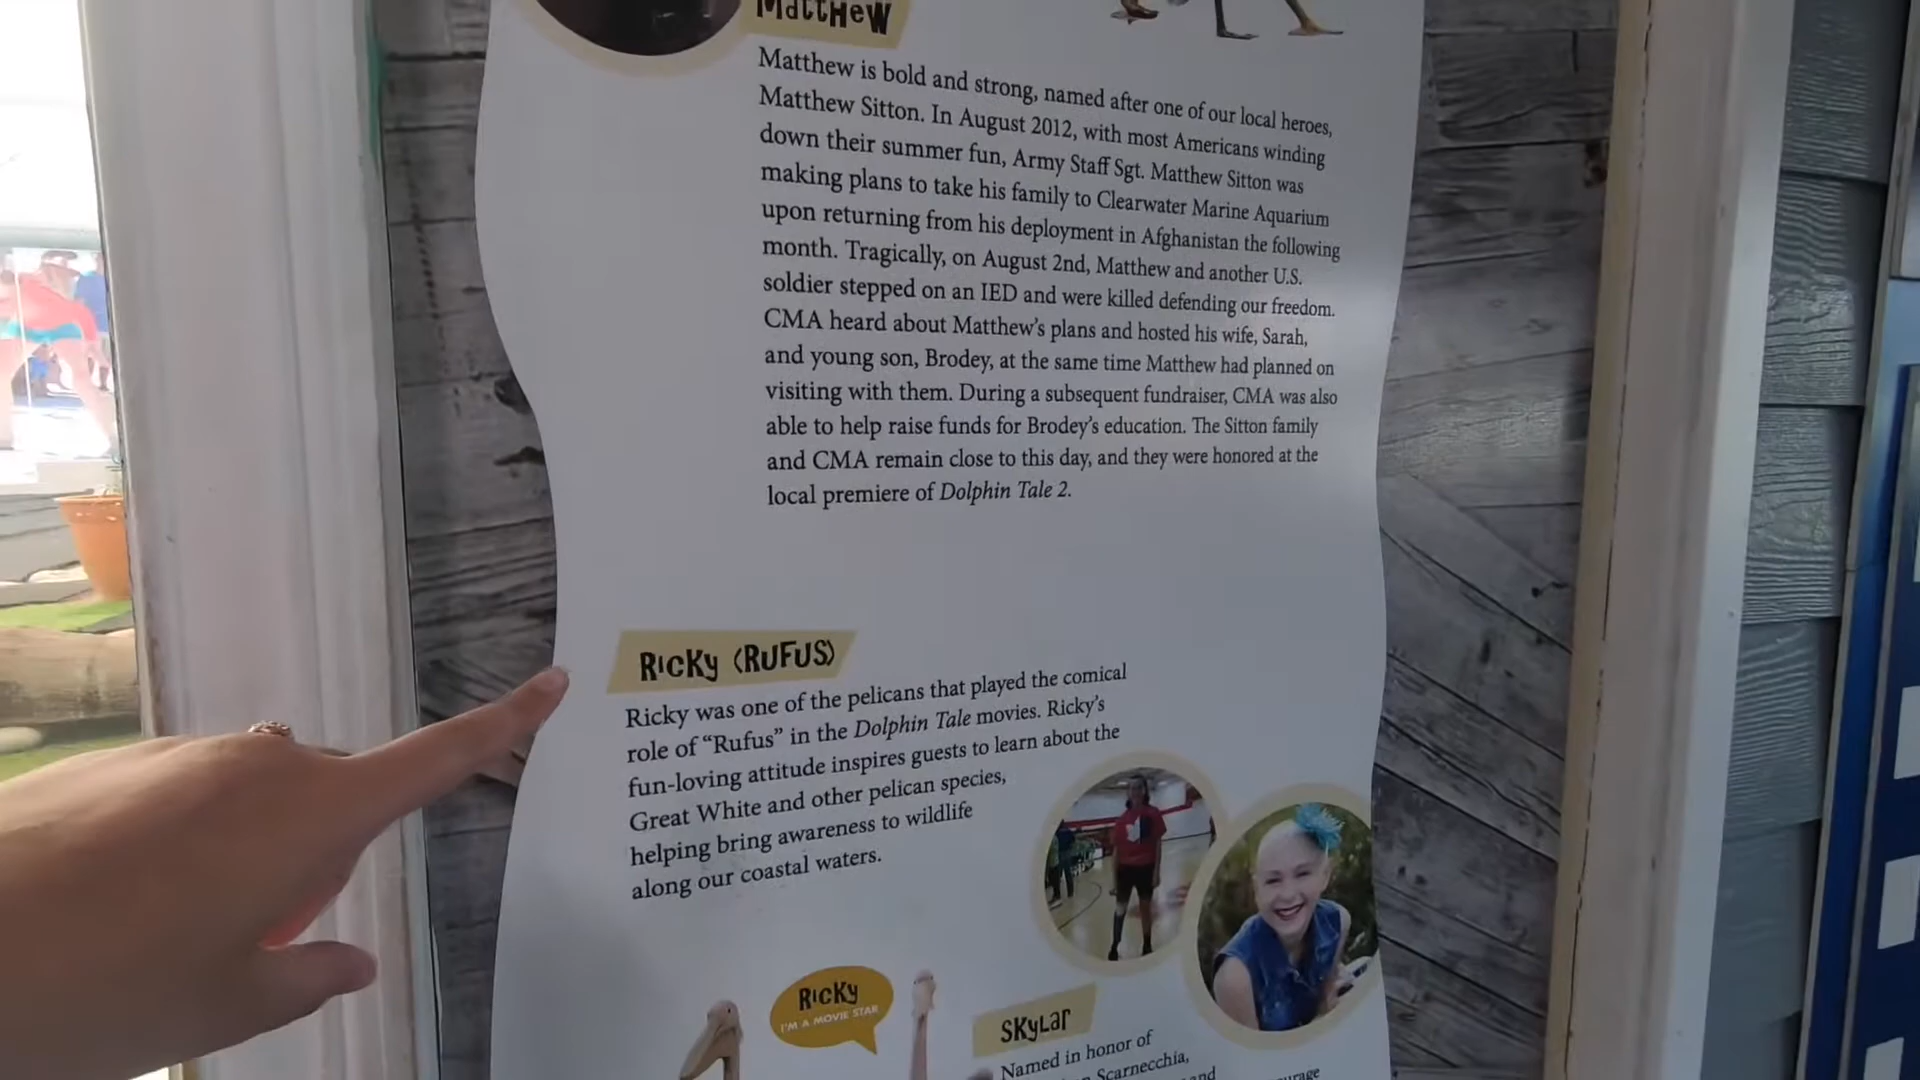 Matthew
Matthew is bold and strong, named after one of our local heroes,
Matthew Sitton. In August 2012, with most Americans winding
down their summer fun, Army Staff Sgt. Matthew Sitton was
making plans to take his family to Clearwater Marine Aquarium
upon returning from his deployment in Afghanistan the following
month. Tragically, on August 2nd, Matthew and another U.S.
soldier stepped on an IED and were killed defending our freedom.
CMA heard about Matthew's plans and hosted his wife, Sarah,
and young son, Brodey, at the same time Matthew had planned on
visiting with them. During a subsequent fundraiser, CMA was also
able to help raise funds for Brodey's education. The Sitton family
and CMA remain close to this day, and they were honored at the
local premiere of Dolphin Tale 2.
Ricky (RUFUS)
Ricky was one of the pelicans that played the comical
role of “Rufus” in the Dolphin Tale movies. Ricky's
fun-loving attitude inspires guests to learn about the
Great White and other pelican species,
helping bring awareness to wildlife
along our coastal waters.
Ricky
I'M A MOVIE STAR
Skylar
Named in honor of
Scarnecchia,
and